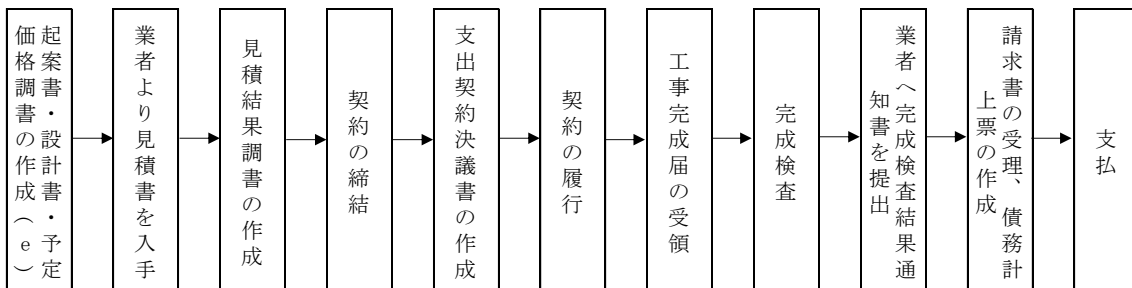 起案書・設計書・予定
価格調書の作成（e）
業者より見積書を入手
見積結果調書の作成
契約の締結
支出契約決議書の作成
契約の履行
工事完成届の受領
完成検査
業者へ完成検査結果通
知書を提出
請求書の受理、債務計
上票の作成
支払